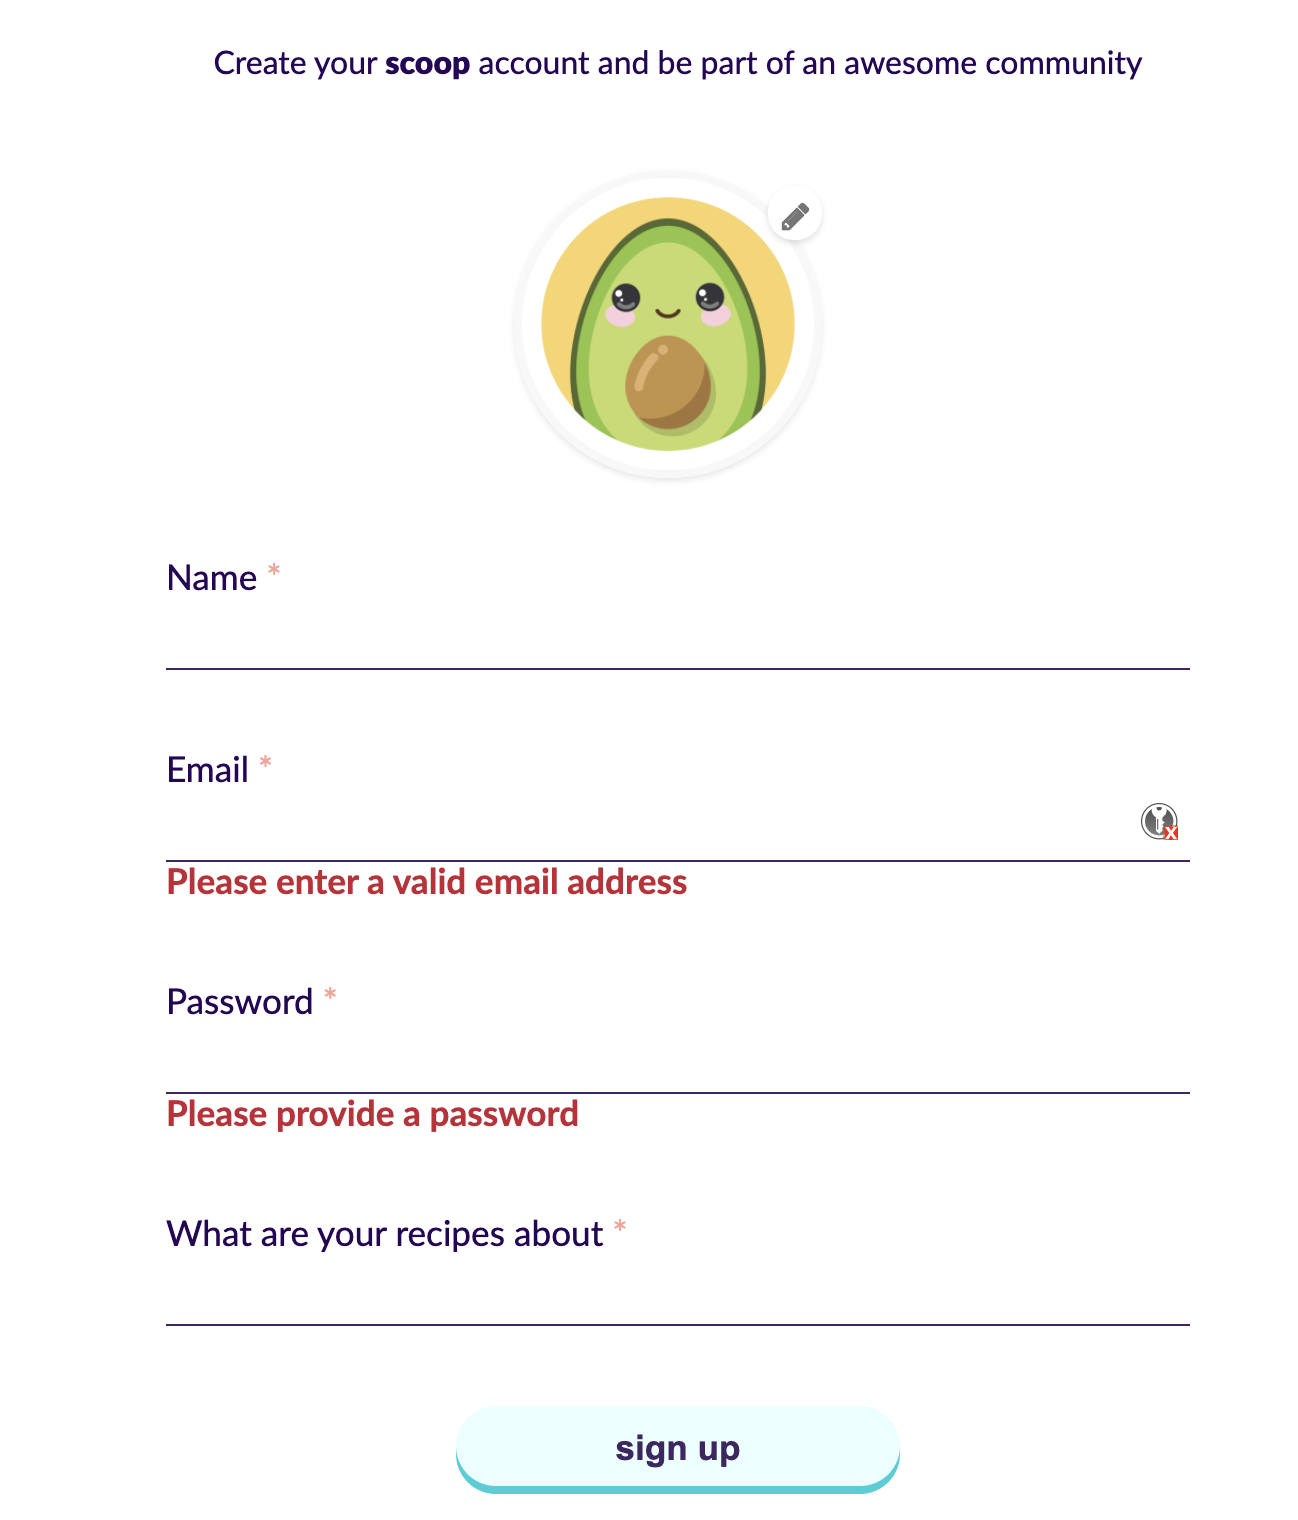 Create your scoop account and be part of an awesome community
Name *
Email *
Please enter a valid email address
Password *
Please provide a password
What are your recipes about *
sign up